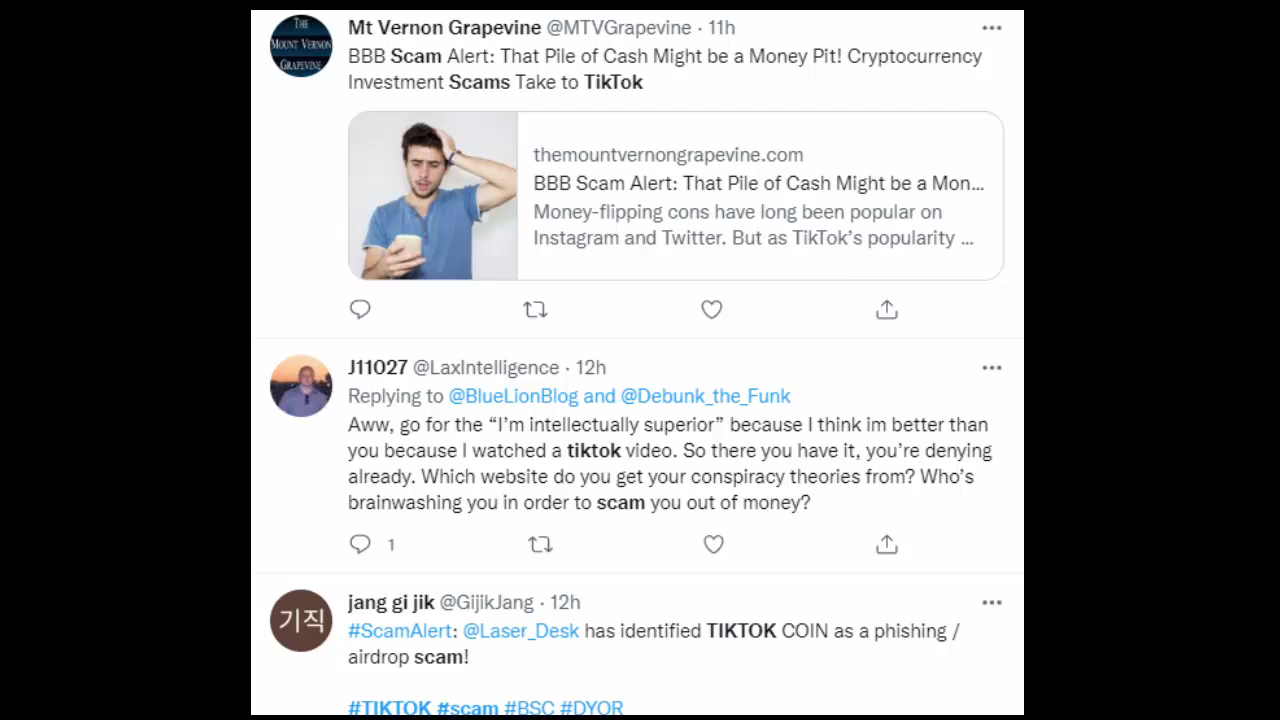 THE
MOUNT VERNON
GRAPEVINE
Mt Vernon Grapevine @MTVGrapevine · 11h
BBB Scam Alert: That Pile of Cash Might be a Money Pit! Cryptocurrency
Investment Scams Take to TikTok
themountvernongrapevine.com
BBB Scam Alert: That Pile of Cash Might be a Mon...
Money-flipping cons have long been popular on
Instagram and Twitter. But as TikTok’s popularity ...
J11027 @LaxIntelligence · 12h
Replying to @BlueLionBlog and @Debunk_the_Funk
Aww, go for the “I’m intellectually superior” because I think im better than
you because I watched a tiktok video. So there you have it, you’re denying
already. Which website do you get your conspiracy theories from? Who’s
brainwashing you in order to scam you out of money?
1
기직
jang gi jik @GijikJang · 12h
#ScamAlert: @Laser_Desk has identified TIKTOK COIN as a phishing /
airdrop scam!
#TIKTOK #scam #BSC #DYOR